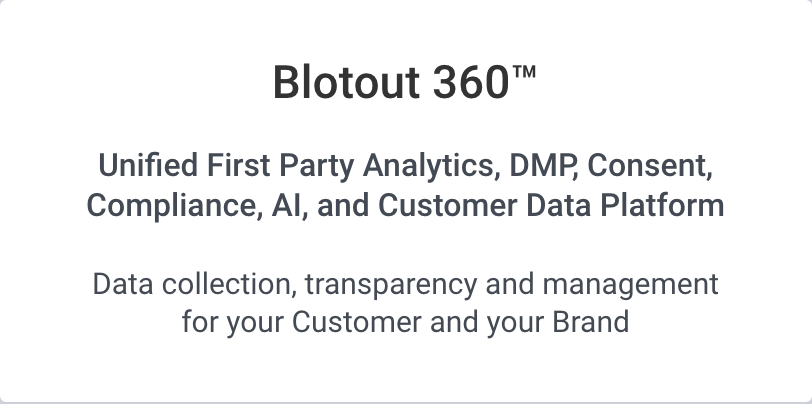 Blotout 360™
Unified First Party Analytics, DMP, Consent,
Compliance, AI, and Customer Data Platform
Data collection, transparency and management
for your Customer and your Brand